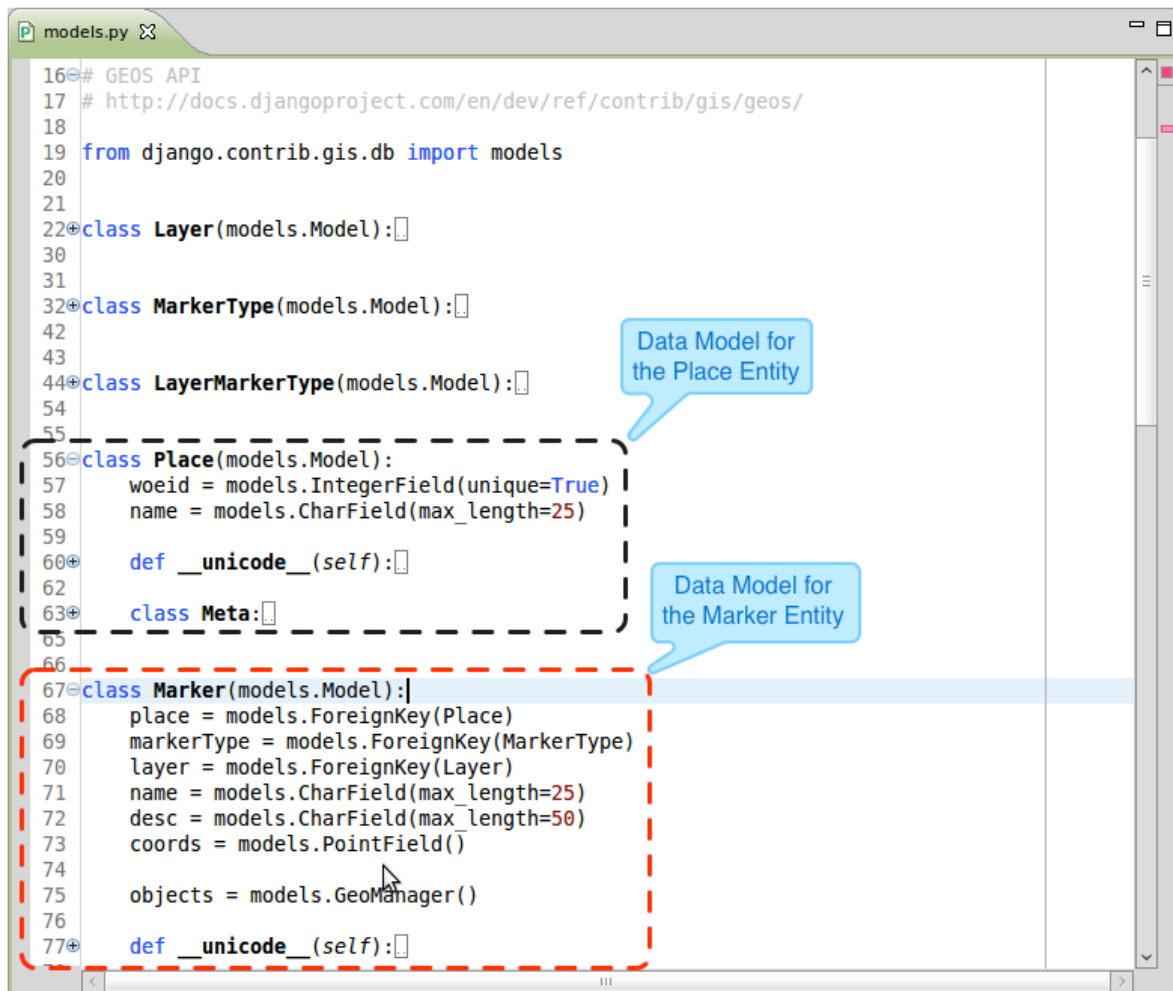 models.py
16 # GEOS API
17 # http://docs.djangoproject.com/en/dev/ref/contrib/gis/geos/
18
19 from django.contrib.gis.db import models
20
21
22 class Layer(models.Model):
30
31
32 class MarkerType(models.Model):
42
43
44 class LayerMarkerType(models.Model):
54
55
Data Model for
the Place Entity
56 class Place(models.Model):
57     woeid = models.IntegerField(unique=True)
58     name = models.CharField(max_length=25)
59
60     def __unicode__(self):
62
63     class Meta:
65
66
Data Model for
the Marker Entity
67 class Marker(models.Model):
68     place = models.ForeignKey(Place)
69     markerType = models.ForeignKey(MarkerType)
70     layer = models.ForeignKey(Layer)
71     name = models.CharField(max_length=25)
72     desc = models.CharField(max_length=50)
73     coords = models.PointField()
74
75     objects = models.GeoManager()
76
77     def __unicode__(self):